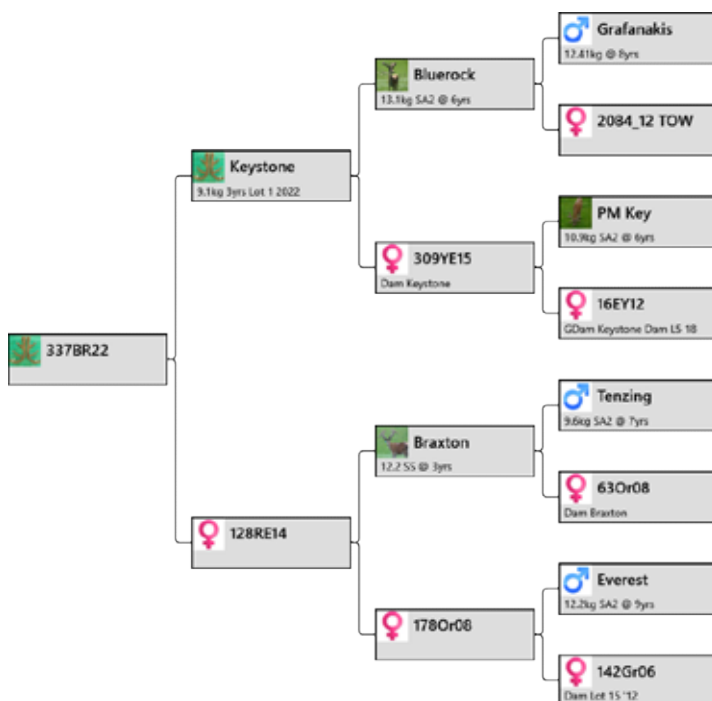 Grafanakis
12.41kg @ 8yrs
Bluerock
13.1kg SA2 @ 6yrs
2084_12 TOW
Keystone
9.1kg 3yrs Lot 1 2022
PM Key
10.9kg SA2 @ 6yrs
309YE15
Dam Keystone
16EY12
GDam Keystone Dam LS 18
337BR22
Tenzing
9.6kg SA2 @ 7yrs
Braxton
12.2 SS @ 3yrs
63Or08
Dam Braxton
128RE14
Everest
12.2kg SA2 @ 9yrs
178Or08
142Gr06
Dam Lot 15 '12